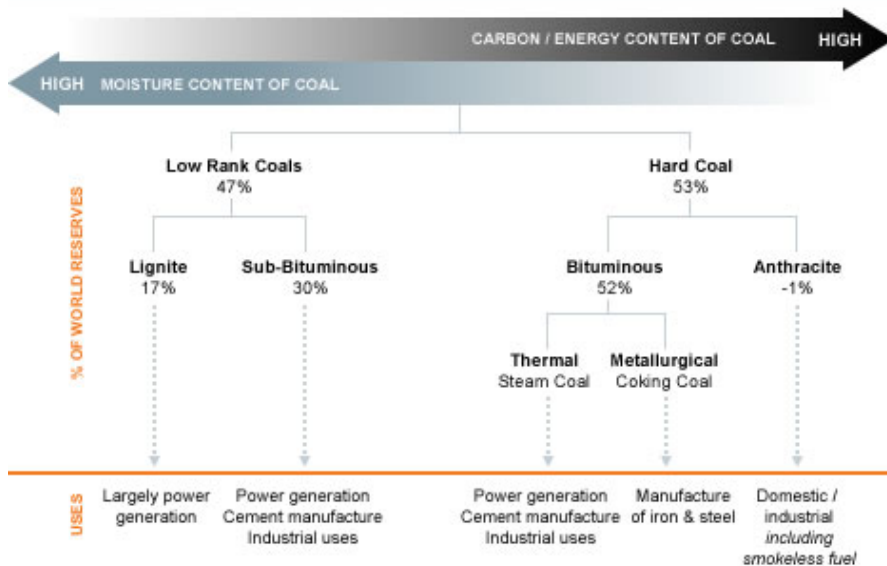 CARBON / ENERGY CONTENT OF COAL HIGH
HIGH MOISTURE CONTENT OF COAL
% OF WORLD RESERVES
Low Rank Coals
47%
Hard Coal
53%
Lignite
17%
Sub-Bituminous
30%
Bituminous
52%
Anthracite
-1%
Thermal
Steam Coal
Metallurgical
Coking Coal
USES
Largely power
generation
Power generation
Cement manufacture
Industrial uses
Power generation
Cement manufacture
Industrial uses
Manufacture
of iron & steel
Domestic /
industrial
including
smokeless fuel